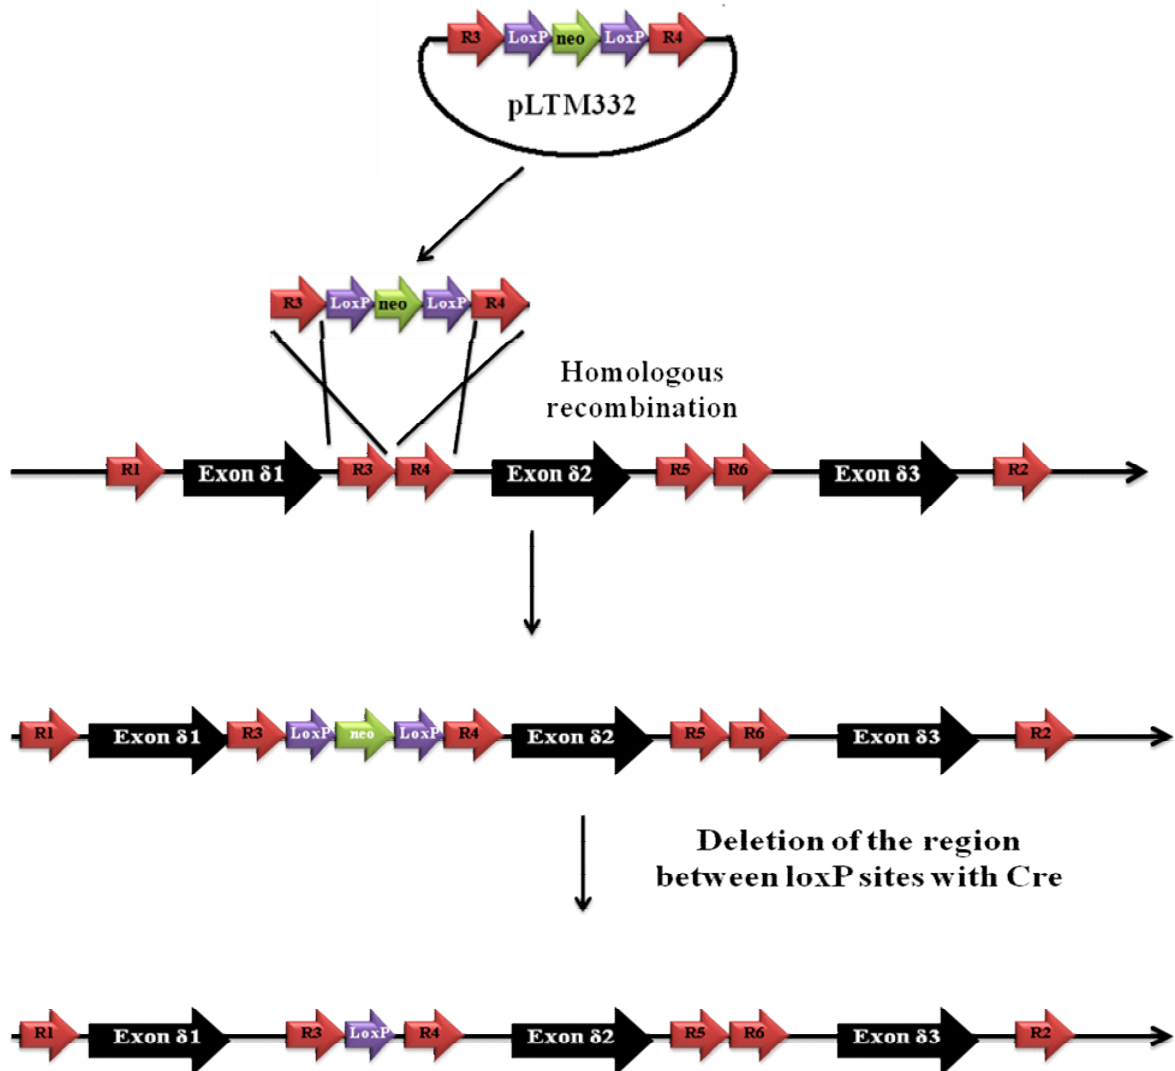 R3 LoxP neo LoxP R4
pLTM332
R3 LoxP neo LoxP R4
Homologous
recombination
R1 Exon δ1 R3 R4 Exon δ2 R5 R6 Exon δ3 R2
R1 Exon δ1 R3 LoxP neo LoxP R4 Exon δ2 R5 R6 Exon δ3 R2
Deletion of the region
between loxP sites with Cre
R1 Exon δ1 R3 LoxP R4 Exon δ2 R5 R6 Exon δ3 R2